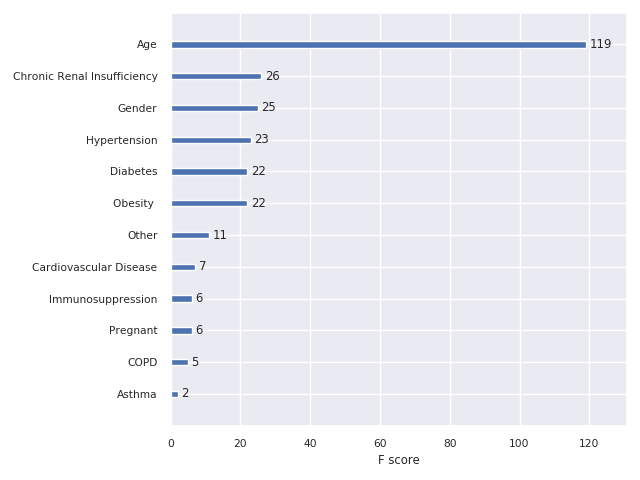 Age 119
Chronic Renal Insufficiency 26
Gender 25
Hypertension 23
Diabetes 22
Obesity 22
Other 11
Cardiovascular Disease 7
Immunosuppression 6
Pregnant 6
COPD 5
Asthma 2
0 20 40 60 80 100 120
F score